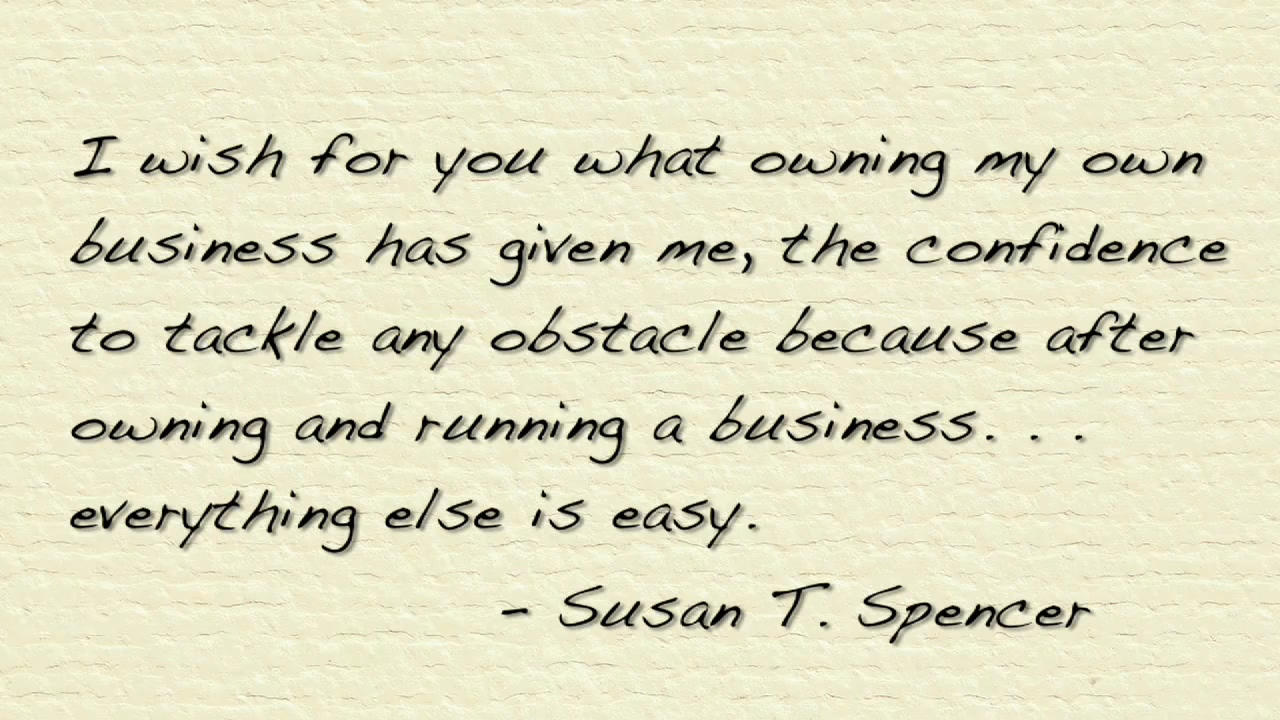 I wish for you what owning my own
business has given me, the confidence
to tackle any obstacle because after
owning and running a business. . .
everything else is easy.
- Susan T. Spencer